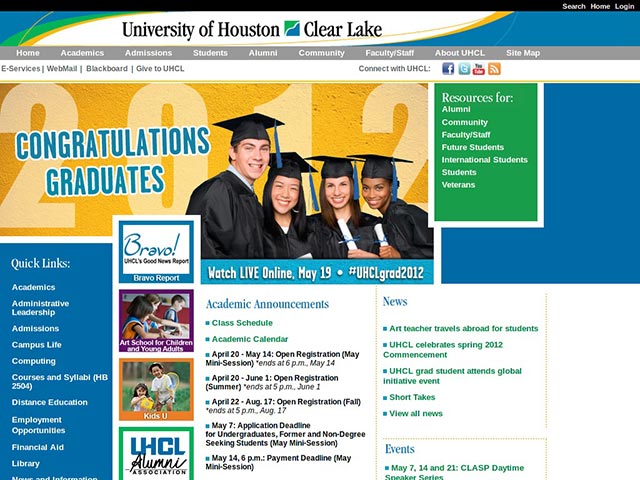 Search Home Login
University of Houston Clear Lake
Home Academics Admissions Students Alumni Community Faculty/Staff About UHCL Site Map
E-Services | WebMail | Blackboard | Give to UHCL Connect with UHCL:
You Tube
2012
CONGRATULATIONS
GRADUATES
Watch LIVE Online, May 19 • #UHCLgrad2012
Resources for:
Alumni
Community
Faculty/Staff
Future Students
International Students
Students
Veterans
Quick Links:
Academics
Administrative
Leadership
Admissions
Campus Life
Computing
Courses and Syllabi (HB
2504)
Distance Education
Employment
Opportunities
Financial Aid
Library
News and Information
Bravo!
UHCL's Good News Report
Bravo Report
Art School for Children
and Young Adults
Kids U
UHCL
Alumni
ASSOCIATION
Academic Announcements
Class Schedule
Academic Calendar
April 20 - May 14: Open Registration (May
Mini-Session) *ends at 6 p.m., May 14
April 20 - June 1: Open Registration
(Summer) *ends at 5 p.m., June 1
April 22 - Aug. 17: Open Registration (Fall)
*ends at 5 p.m., Aug. 17
May 7: Application Deadline
for Undergraduates, Former and Non-Degree
Seeking Students (May Mini-Session)
May 14, 6 p.m.: Payment Deadline (May
Mini-Session)
News
Art teacher travels abroad for students
UHCL celebrates spring 2012
Commencement
UHCL grad student attends global
initiative event
Short Takes
View all news
Events
May 7, 14 and 21: CLASP Daytime
Speaker Series